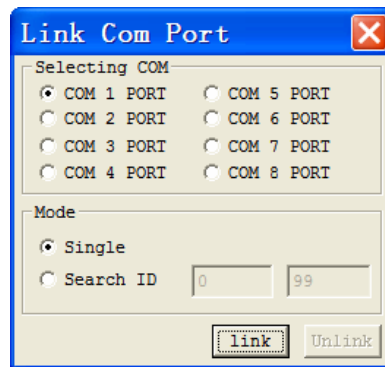 Link Com Port
Selecting COM
COM 1 PORT COM 5 PORT
COM 2 PORT COM 6 PORT
COM 3 PORT COM 7 PORT
COM 4 PORT COM 8 PORT
Mode
Single
Search ID 0 99
link Unlink